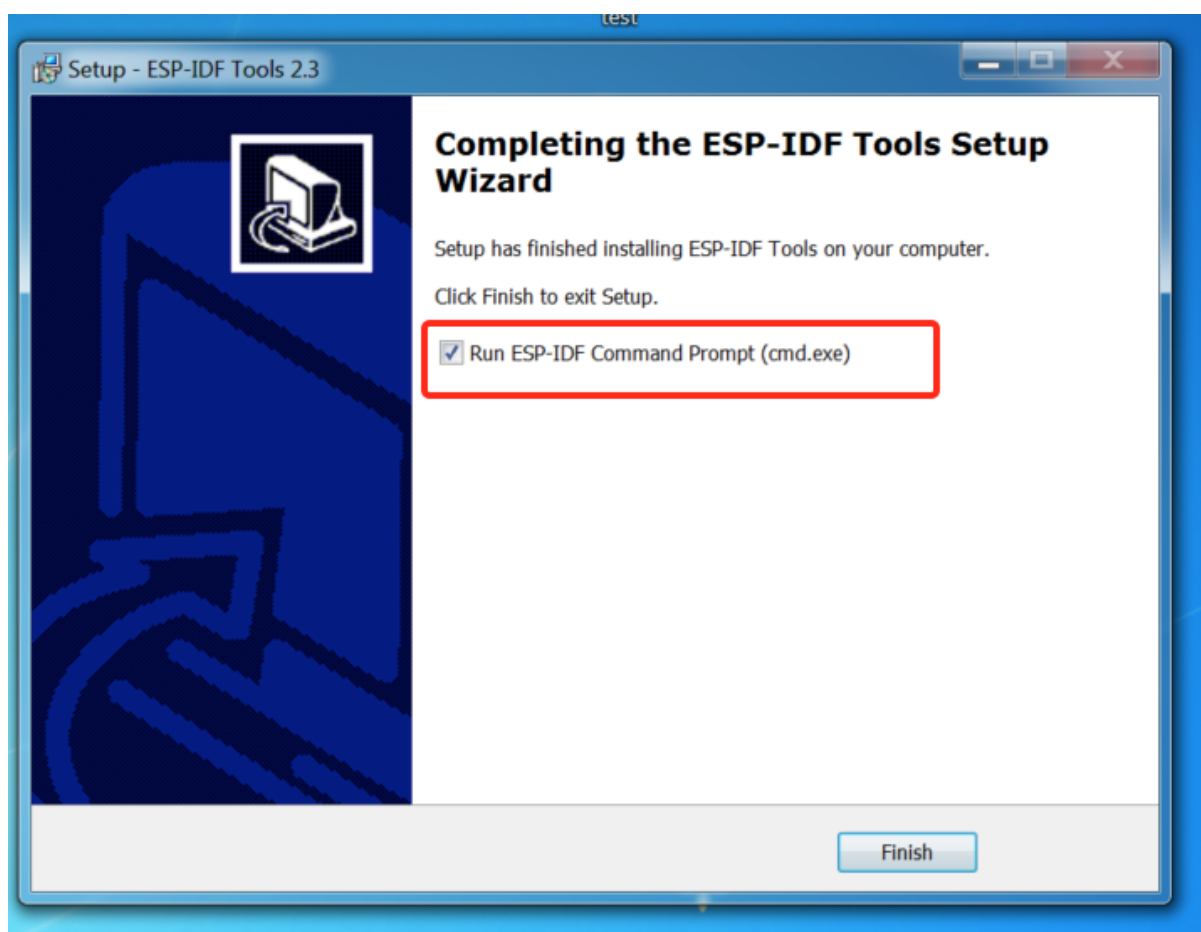 test
Setup - ESP-IDF Tools 2.3
Completing the ESP-IDF Tools Setup
Wizard
Setup has finished installing ESP-IDF Tools on your computer.
Click Finish to exit Setup.
Run ESP-IDF Command Prompt (cmd.exe)
Finish